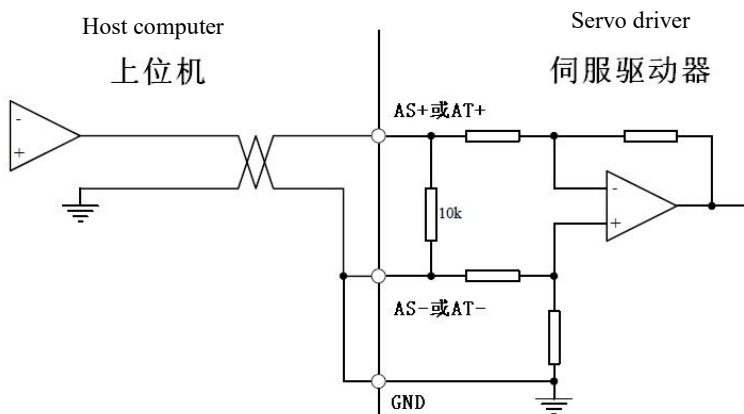 Host computer
上位机
Servo driver
伺服驱动器
AS+或AT+
-
+
10k
-
+
AS-或AT-
GND